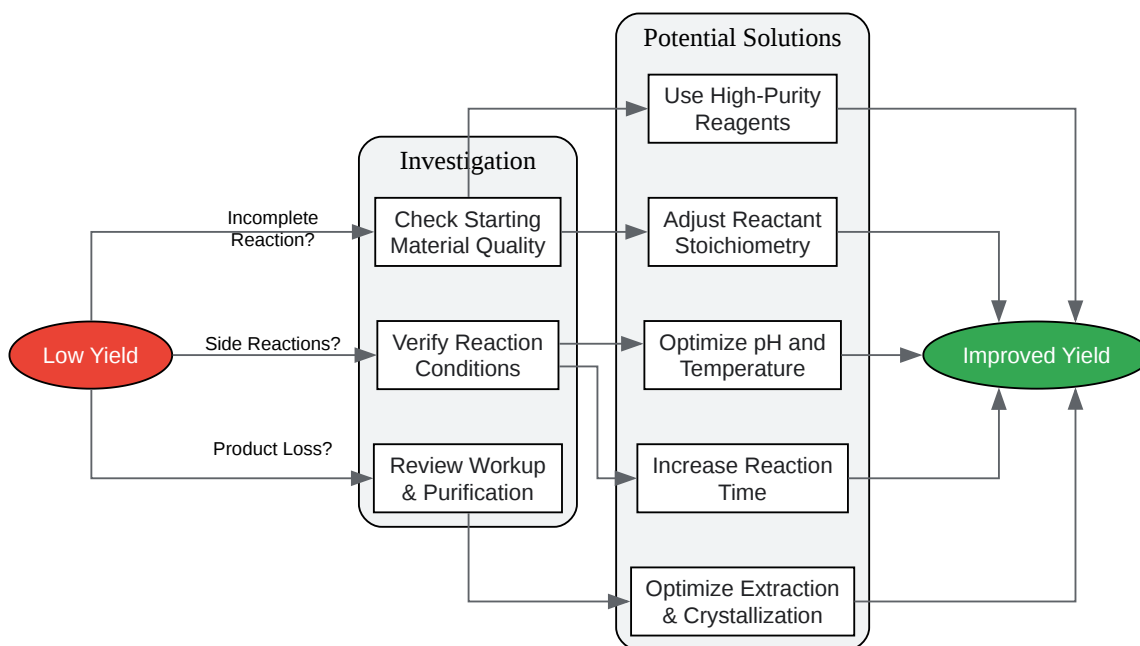 Potential Solutions
Use High-Purity
Reagents
Investigation
Incomplete
Reaction?
Check Starting
Material Quality
Adjust Reactant
Stoichiometry
Low Yield
Side Reactions?
Verify Reaction
Conditions
Optimize pH and
Temperature
Improved Yield
Product Loss?
Review Workup
& Purification
Increase Reaction
Time
Optimize Extraction
& Crystallization